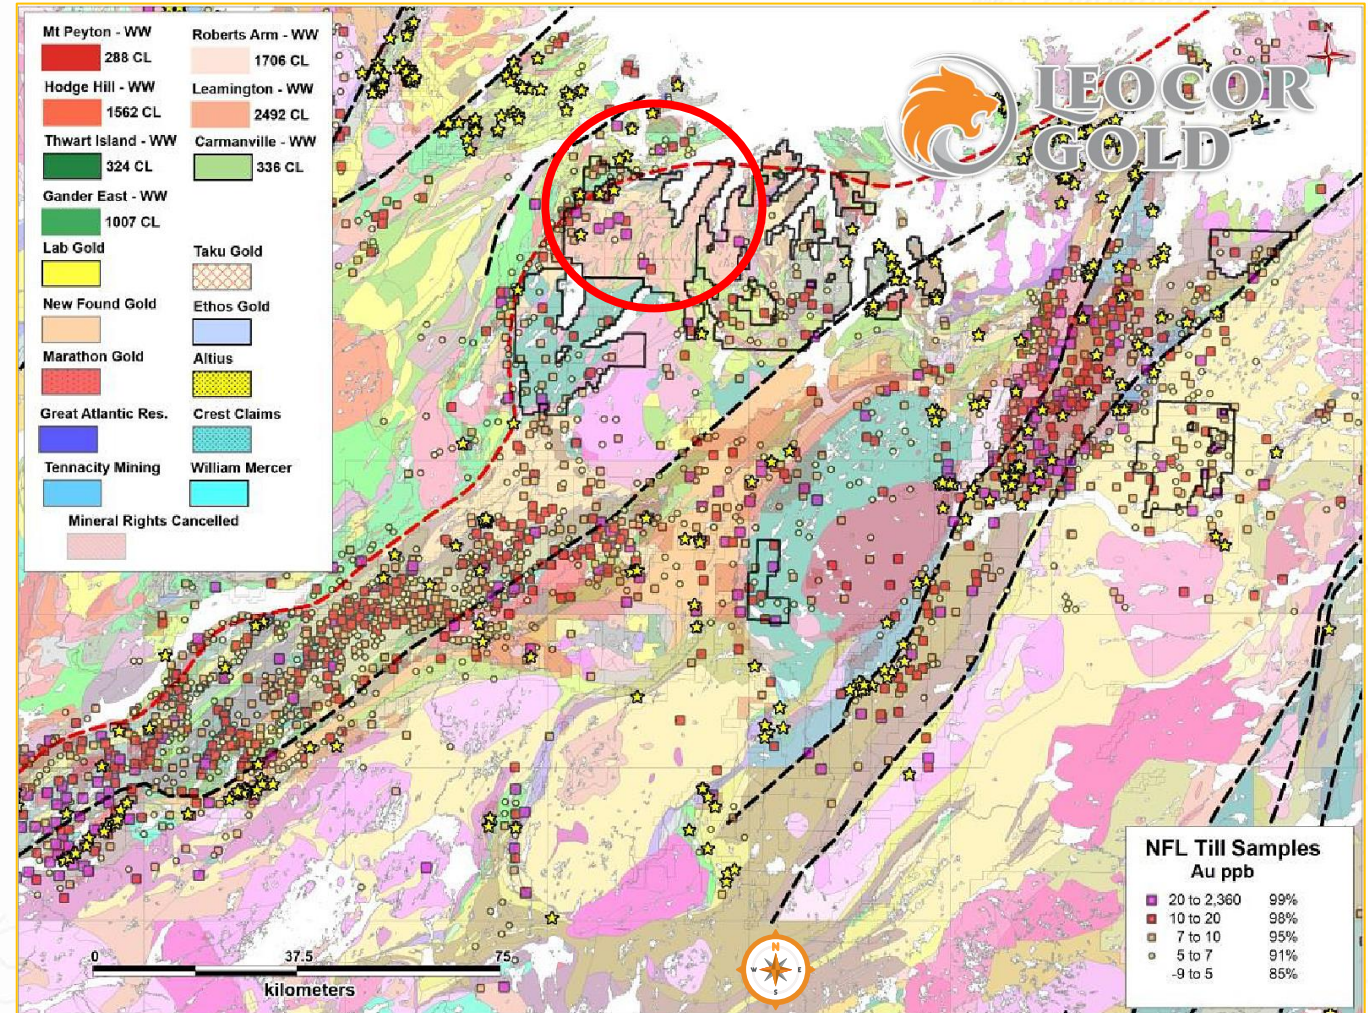 Mt Peyton - WW
288 CL
Roberts Arm - WW
1706 CL
Hodge Hill - WW
1562 CL
Leamington - WW
2492 CL
Thwart Island - WW
324 CL
Carmanville - WW
336 CL
Gander East - WW
1007 CL
Lab Gold
Taku Gold
New Found Gold
Ethos Gold
Marathon Gold
Altius
Great Atlantic Res.
Crest Claims
Tennacity Mining
William Mercer
Mineral Rights Cancelled
N
LEOCOR
GOLD
NFL Till Samples
Au ppb
20 to 2,360 99%
10 to 20 98%
7 to 10 95%
5 to 7 91%
-9 to 5 85%
0 37.5 75
kilometers
N
W E
S